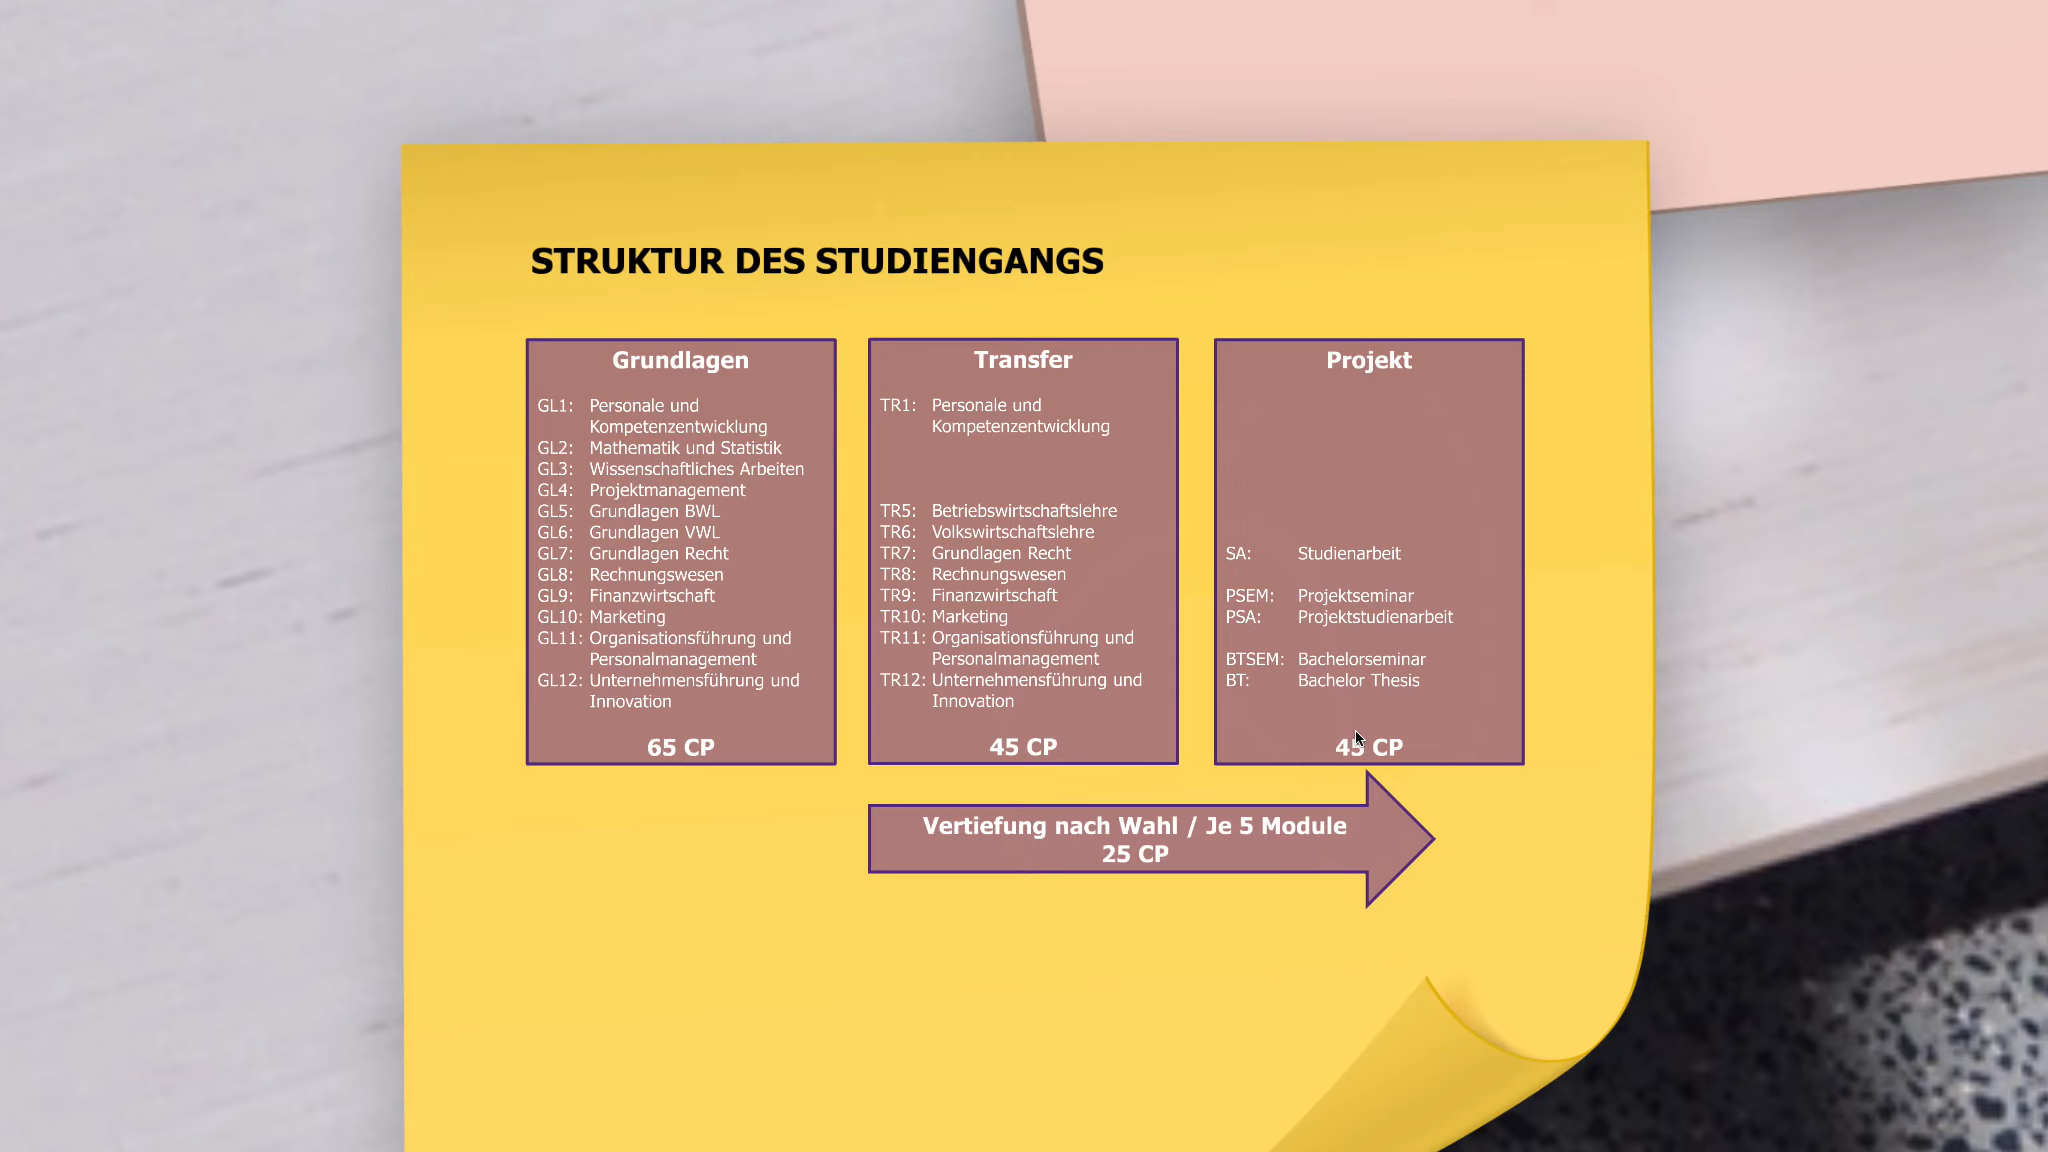 STRUKTUR DES STUDIENGANGS
Grundlagen
GL1: Personale und
Kompetenzentwicklung
GL2: Mathematik und Statistik
GL3: Wissenschaftliches Arbeiten
GL4: Projektmanagement
GL5: Grundlagen BWL
GL6: Grundlagen VWL
GL7: Grundlagen Recht
GL8: Rechnungswesen
GL9: Finanzwirtschaft
GL10: Marketing
GL11: Organisationsführung und
Personalmanagement
GL12: Unternehmensführung und
Innovation
65 CP
Transfer
TR1: Personale und
Kompetenzentwicklung
TR5: Betriebswirtschaftslehre
TR6: Volkswirtschaftslehre
TR7: Grundlagen Recht
TR8: Rechnungswesen
TR9: Finanzwirtschaft
TR10: Marketing
TR11: Organisationsführung und
Personalmanagement
TR12: Unternehmensführung und
Innovation
45 CP
Projekt
SA: Studienarbeit
PSEM: Projektseminar
PSA: Projektstudienarbeit
BTSEM: Bachelorseminar
BT: Bachelor Thesis
45 CP
Vertiefung nach Wahl / Je 5 Module
25 CP